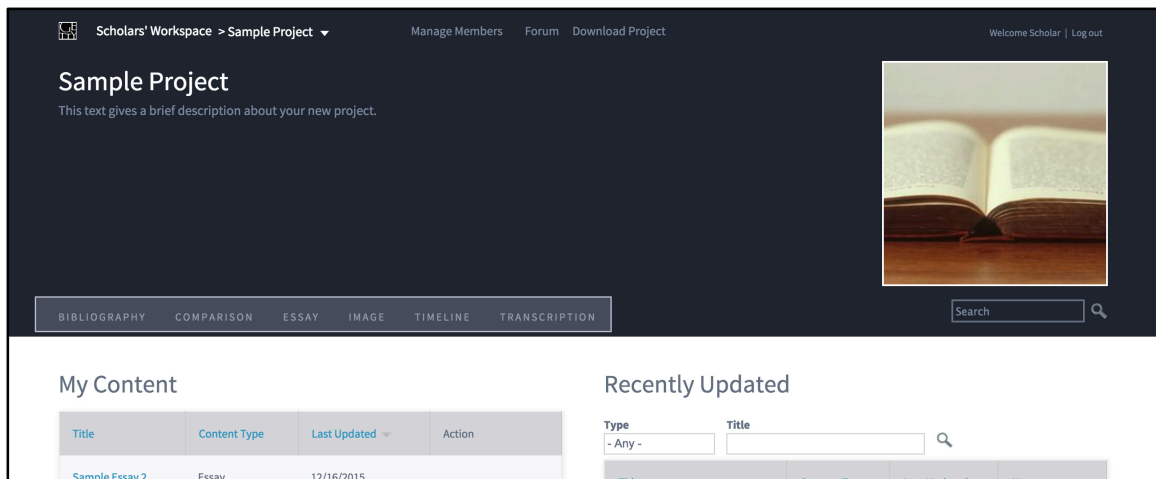 GETTY
Scholars' Workspace > Sample Project
Manage Members Forum Download Project
Welcome Scholar | Log out
Sample Project
This text gives a brief description about your new project.
BIBLIOGRAPHY COMPARISON ESSAY IMAGE TIMELINE TRANSCRIPTION
Search
My Content
Title Content Type Last Updated Action
Sample Essay 2 Essay 12/16/2015
Recently Updated
Type Title
- Any -